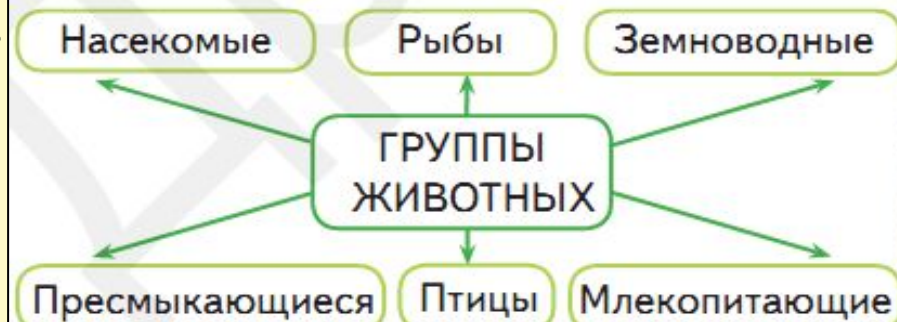 Насекомые
Рыбы
Земноводные
ГРУППЫ
ЖИВОТНЫХ
Пресмыкающиеся
Птицы
Млекопитающие